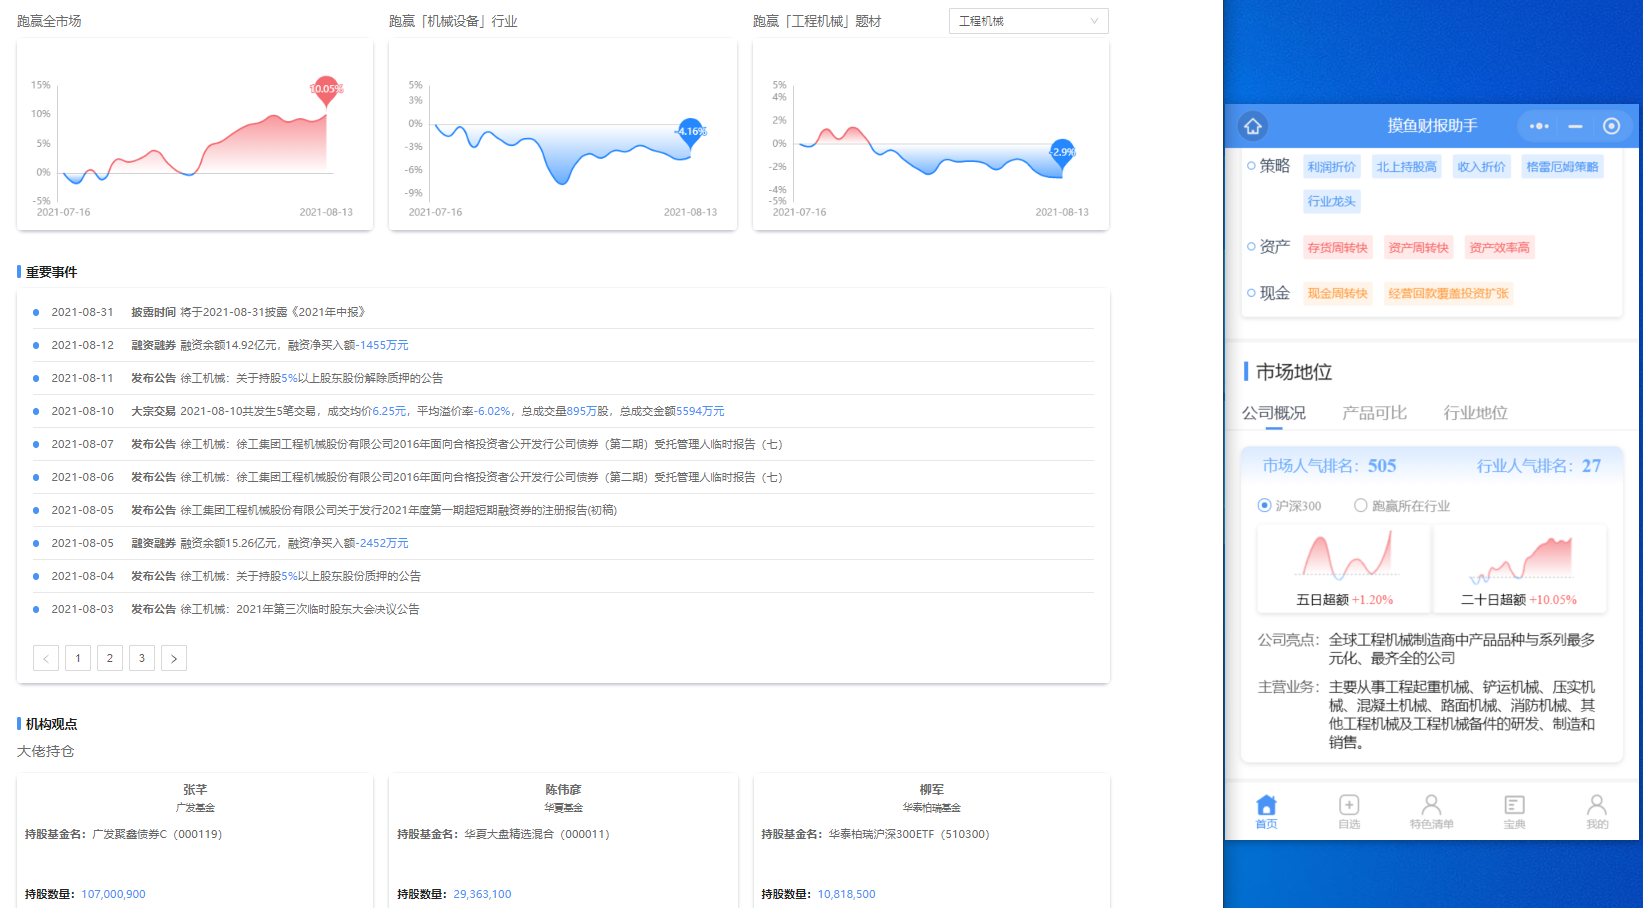 跑赢全市场
跑赢「机械设备」行业
跑赢「工程机械」题材
工程机械
15%
10%
5%
0%
-5%
10.05%
2021-07-16
2021-08-13
5%
3%
0%
-3%
-6%
-9%
-4.16%
2021-07-16
2021-08-13
5%
4%
2%
0%
-2%
-4%
-5%
-2.9%
2021-07-16
2021-08-13
重要事件
2021-08-31 披露时间 将于2021-08-31披露《2021年中报》
2021-08-12 融资融券 融资余额14.92亿元，融资净买入额-1455万元
2021-08-11 发布公告 徐工机械：关于持股5%以上股东股份解除质押的公告
2021-08-10 大宗交易 2021-08-10共发生5笔交易，成交均价6.25元，平均溢价率-6.02%，总成交量895万股，总成交金额5594万元
2021-08-07 发布公告 徐工机械：徐工集团工程机械股份有限公司2016年面向合格投资者公开发行公司债券（第二期）受托管理人临时报告（七）
2021-08-06 发布公告 徐工机械：徐工集团工程机械股份有限公司2016年面向合格投资者公开发行公司债券（第二期）受托管理人临时报告（七）
2021-08-05 发布公告 徐工集团工程机械股份有限公司关于发行2021年度第一期超短期融资券的注册报告(初稿)
2021-08-05 融资融券 融资余额15.26亿元，融资净买入额-2452万元
2021-08-04 发布公告 徐工机械：关于持股5%以上股东股份质押的公告
2021-08-03 发布公告 徐工机械：2021年第三次临时股东大会决议公告
< 1 2 3 >
机构观点
大佬持仓
张芊
广发基金
持股基金名：广发聚鑫债券C（000119）
持股数量：107,000,900
陈伟彦
华夏基金
持股基金名：华夏大盘精选混合（000011）
持股数量：29,363,100
柳军
华泰柏瑞基金
持股基金名：华泰柏瑞沪深300ETF（510300）
持股数量：10,818,500
摸鱼财报助手
策略 利润折价 北上持股高 收入折价 格雷厄姆策略
行业龙头
资产 存货周转快 资产周转快 资产效率高
现金 现金周转快 经营回款覆盖投资扩张
市场地位
公司概况 产品可比 行业地位
市场人气排名：505 行业人气排名：27
沪深300 跑赢所在行业
五日超额 +1.20% 二十日超额 +10.05%
公司亮点：全球工程机械制造商中产品品种与系列最多
元化、最齐全的公司
主营业务：主要从事工程起重机械、铲运机械、压实机
械、混凝土机械、路面机械、消防机械、其
他工程机械及工程机械备件的研发、制造和
销售。
首页 自选 特色清单 宝典 我的